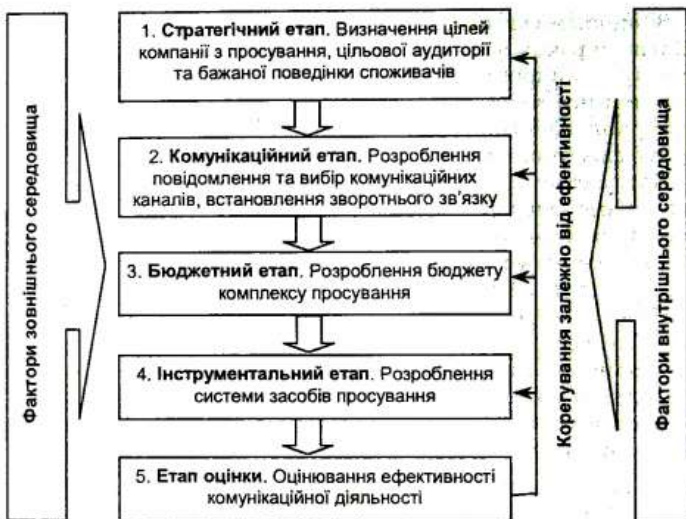 Фактори зовнішнього середовища
1. Стратегічний етап. Визначення цілей
компанії з просування, цільової аудиторії
та бажаної поведінки споживачів
2. Комунікаційний етап. Розроблення
повідомлення та вибір комунікаційних
каналів, встановлення зворотнього зв'язку
3. Бюджетний етап. Розроблення бюджету
комплексу просування
4. Інструментальний етап. Розроблення
системи засобів просування
5. Етап оцінки. Оцінювання ефективності
комунікаційної діяльності
Корегування залежно від ефективності
Фактори внутрішнього середовища